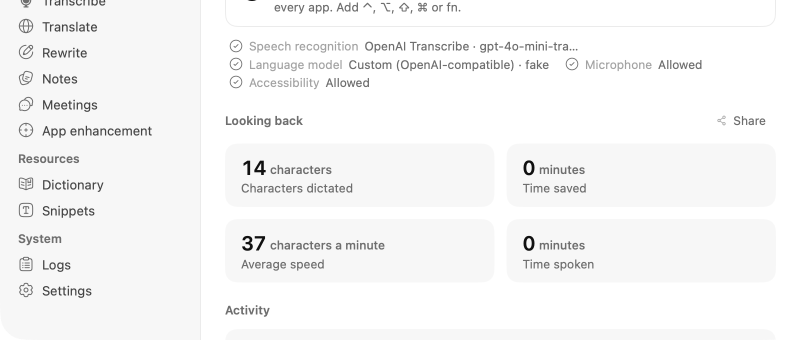 Transcribe
Translate
Rewrite
Notes
Meetings
App enhancement
Resources
Dictionary
Snippets
System
Logs
Settings
every app. Add ⌃, ⌥, ⇧, ⌘ or fn.
Speech recognition OpenAI Transcribe · gpt-4o-mini-tra...
Language model Custom (OpenAI-compatible) · fake Microphone Allowed
Accessibility Allowed
Looking back Share
14 characters
Characters dictated
0 minutes
Time saved
37 characters a minute
Average speed
0 minutes
Time spoken
Activity